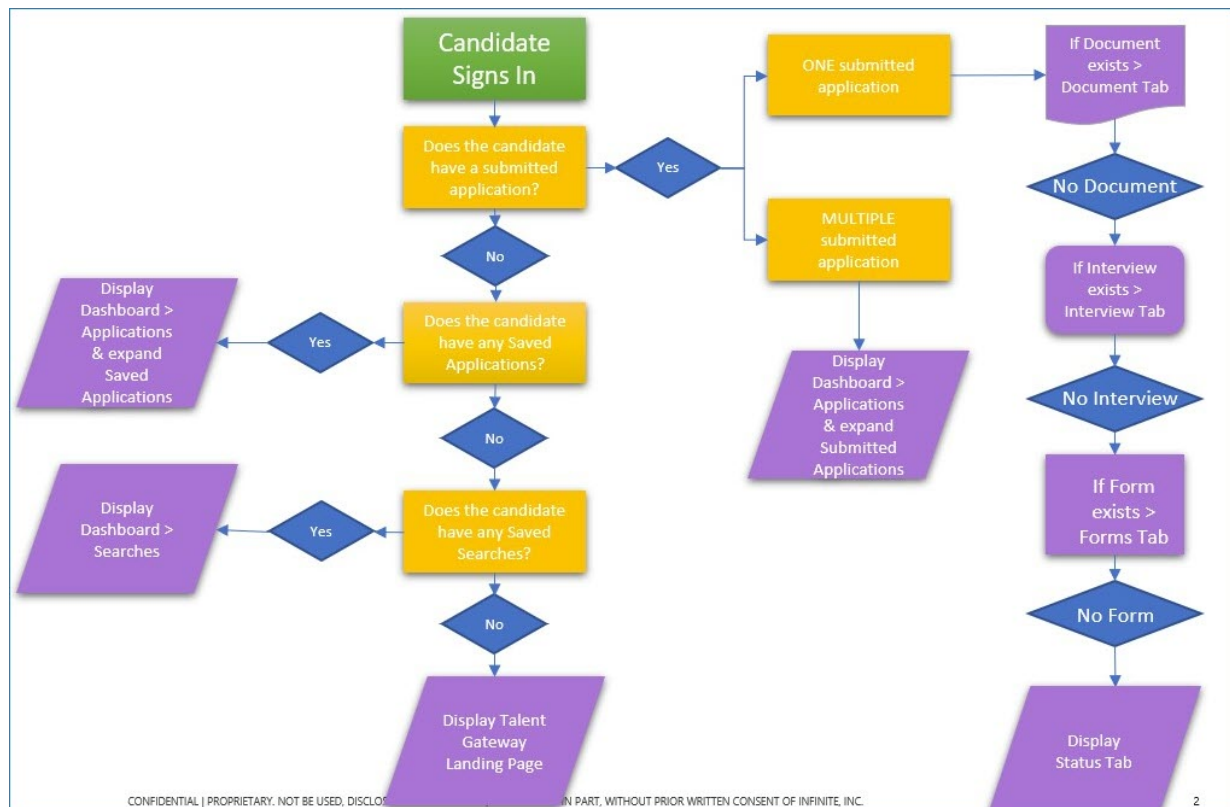 Candidate
Signs In
Does the candidate
have a submitted
application?
Yes
ONE submitted
application
If Document
exists >
Document Tab
No Document
MULTIPLE
submitted
application
If Interview
exists >
Interview Tab
No
Display
Dashboard >
Applications
& expand
Saved
Applications
Yes
Does the candidate
have any Saved
Applications?
Display
Dashboard >
Applications
& expand
Submitted
Applications
No Interview
No
If Form
exists >
Forms Tab
Display
Dashboard >
Searches
Yes
Does the candidate
have any Saved
Searches?
No Form
No
Display Talent
Gateway
Landing Page
Display
Status Tab
CONFIDENTIAL | PROPRIETARY. NOT BE USED, IN PART, WITHOUT PRIOR WRITTEN CONSENT OF INFINITE, INC.
2